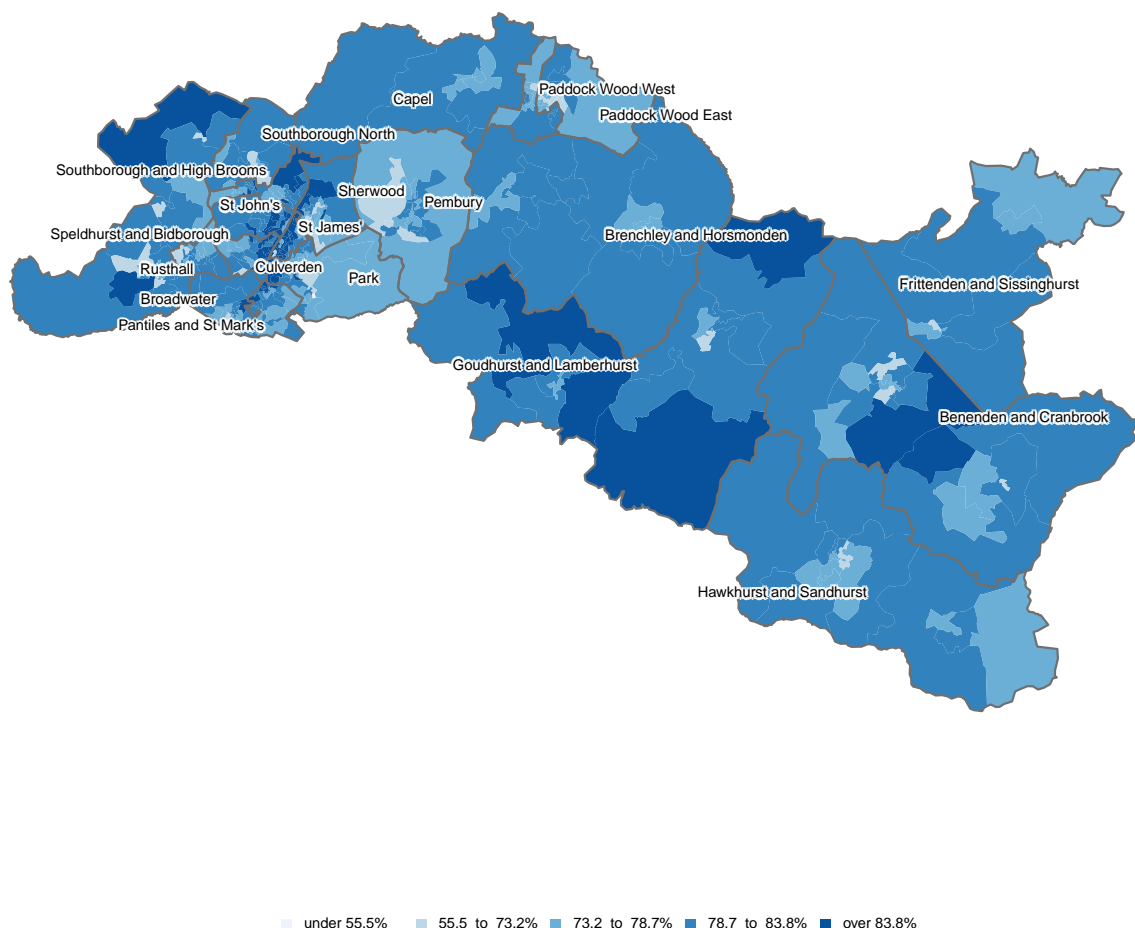 Paddock Wood West
Capel
Paddock Wood East
Southborough North
Southborough and High Brooms
Sherwood
Pembury
St John's
St James'
Speldhurst and Bidborough
Brenchley and Horsmonden
Rusthall
Culverden
Park
Frittenden and Sissinghurst
Broadwater
Pantiles and St Mark's
Goudhurst and Lamberhurst
Benenden and Cranbrook
Hawkhurst and Sandhurst
under 55.5% 55.5 to 73.2% 73.2 to 78.7% 78.7 to 83.8% over 83.8%